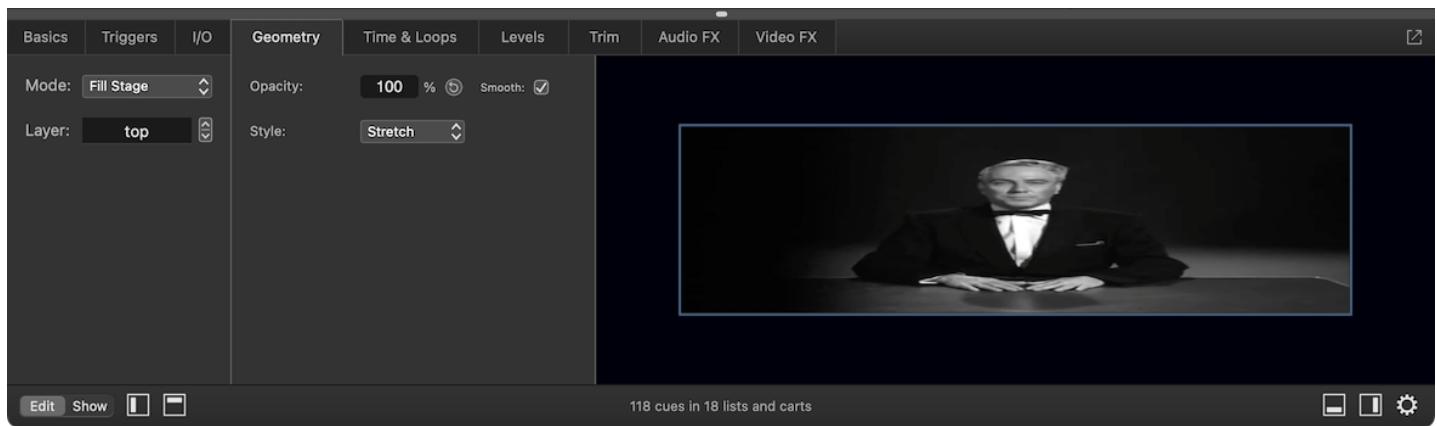 Basics Triggers I/O Geometry Time & Loops Levels Trim Audio FX Video FX
Mode: Fill Stage Opacity: 100 % Smooth:
Layer: top Style: Stretch
Edit Show 118 cues in 18 lists and carts